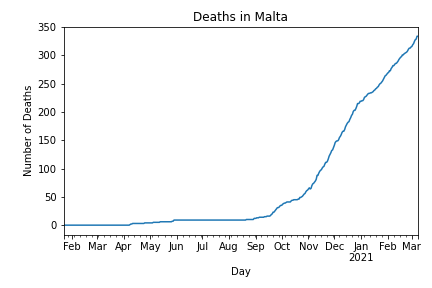 Deaths in Malta
350
300
250
200
150
100
50
0
Number of Deaths
Feb Mar Apr May Jun Jul Aug Sep Oct Nov Dec Jan Feb Mar
2021
Day